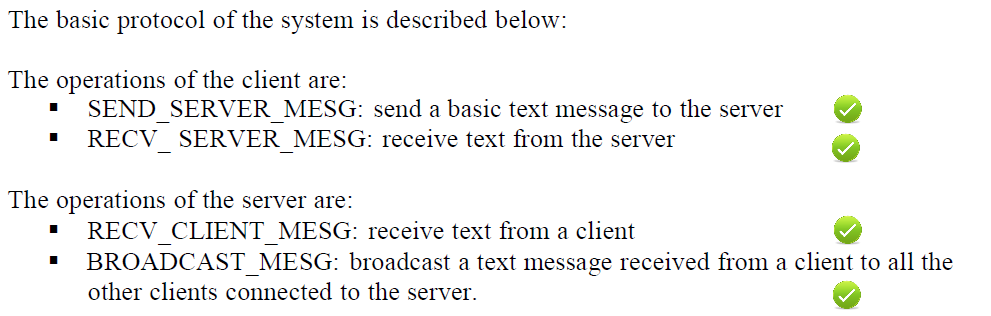 The basic protocol of the system is described below:
The operations of the client are:
▪ SEND_SERVER_MESG: send a basic text message to the server
▪ RECV_ SERVER_MESG: receive text from the server
The operations of the server are:
▪ RECV_CLIENT_MESG: receive text from a client
▪ BROADCAST_MESG: broadcast a text message received from a client to all the
other clients connected to the server.